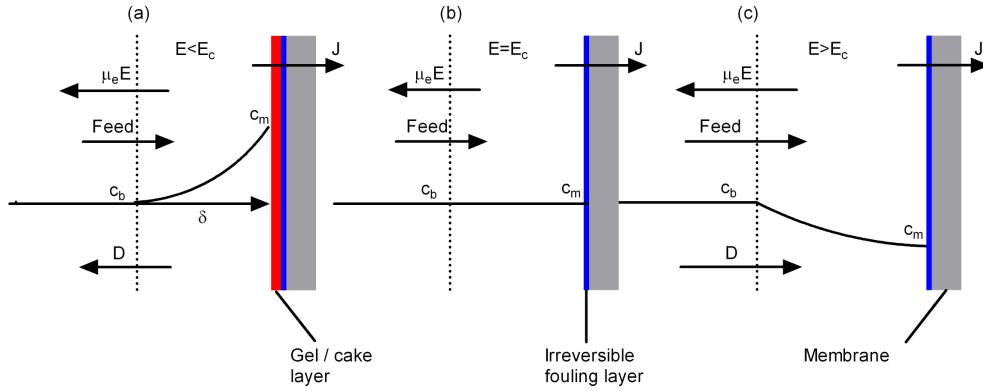 (a)
(b)
(c)
E<E_c
J
E=E_c
J
E>E_c
J
μ_eE
μ_eE
μ_eE
Feed
Feed
Feed
c_m
c_b
δ
c_b
c_m
c_b
c_m
D
D
Gel / cake
layer
Irreversible
fouling layer
Membrane